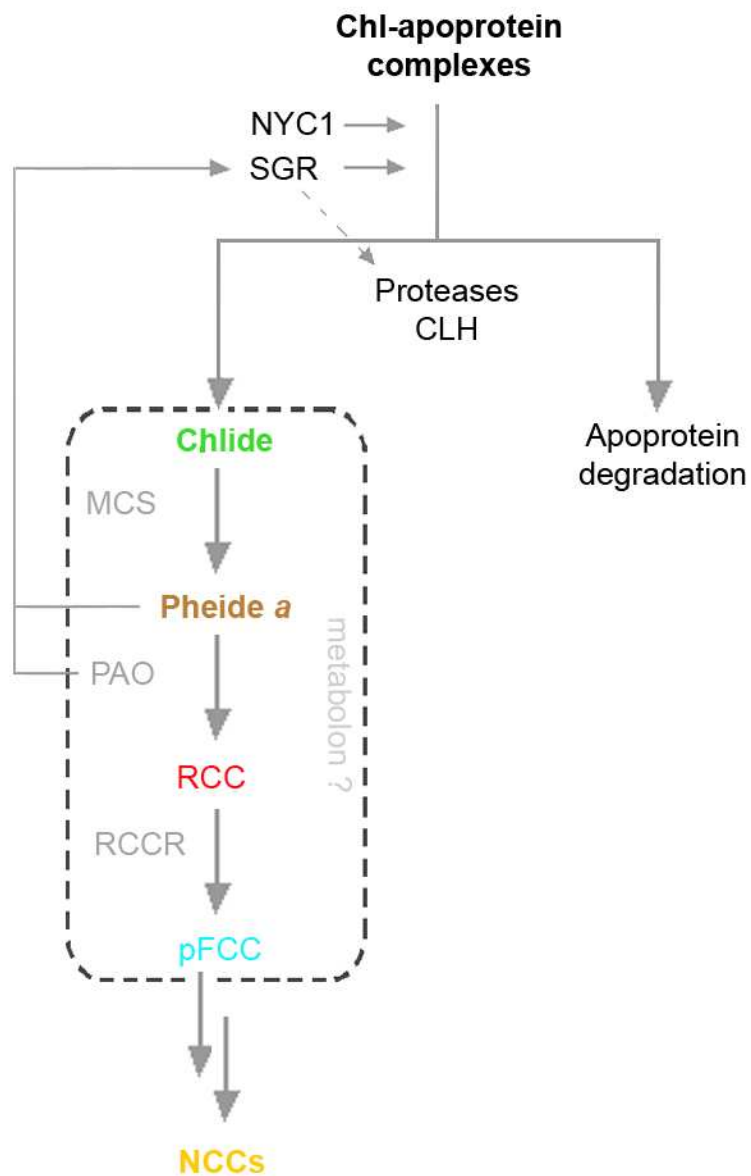 Chl-apoprotein
complexes
NYC1
SGR
Proteases
CLH
Apoprotein
degradation
Chlide
MCS
Pheide a
PAO
metabolon ?
RCC
RCCR
pFCC
NCCs